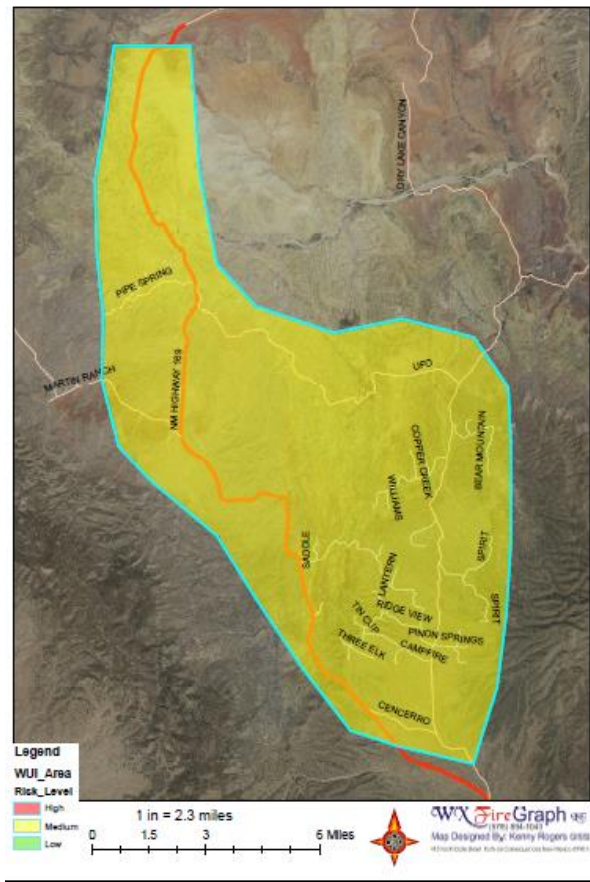 DRY LAKE CANYON
PIPE SPRING
MARTIN RANCH
NM HIGHWAY 169
UFO
COPPER CREEK
BEAR MOUNTAIN
WILLIAMS
SADDLE
SPIRIT
LANTERN
RIDGE VIEW
SPIRIT
TIN CUP
PINON SPRINGS
THREE ELK
CAMPFIRE
CENCERRO
Legend
WUI_Area
Risk_Level
High
Medium
Low
1 in = 2.3 miles
0 1.5 3 6 Miles
WX FireGraph
Map Designed By: Kenny Rogers